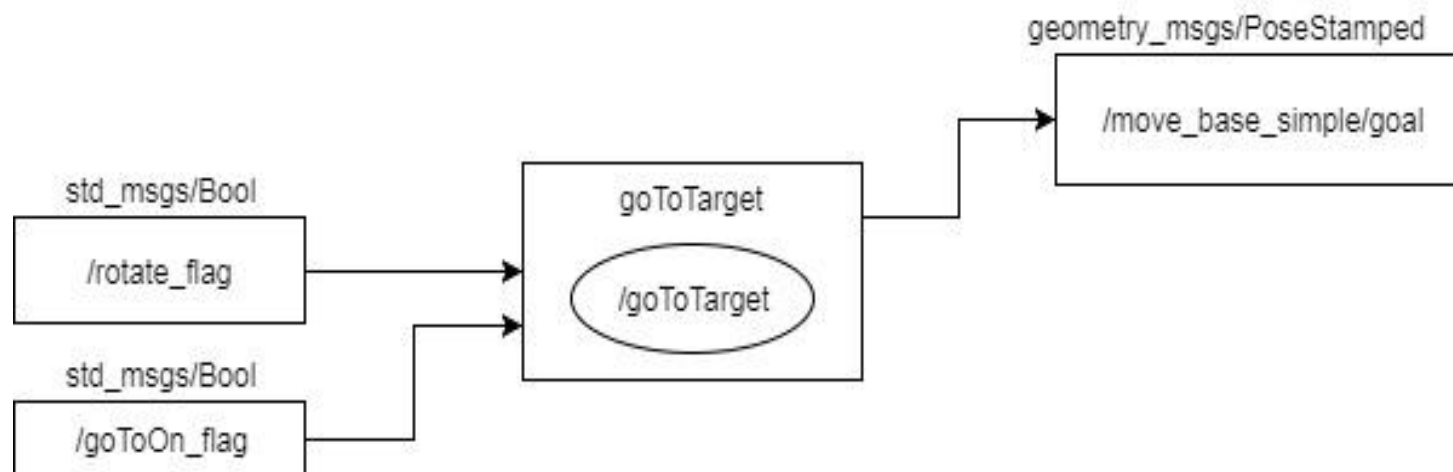 geometry_msgs/PoseStamped
/move_base_simple/goal
std_msgs/Bool
/rotate_flag
goToTarget
/goToTarget
std_msgs/Bool
/goToOn_flag